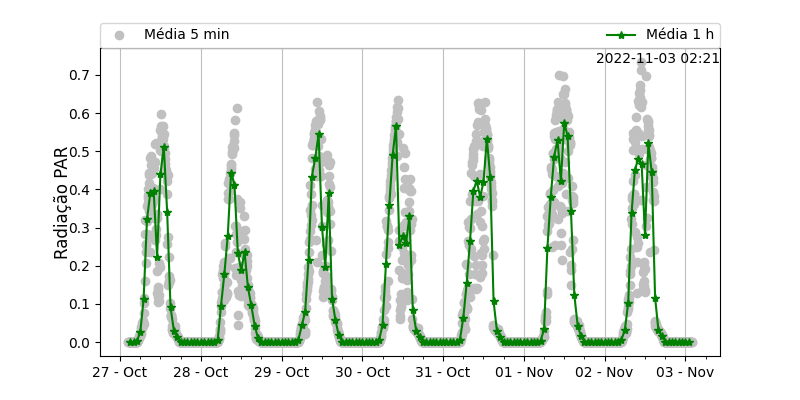 Média 5 min
Média 1 h
2022-11-03 02:21
Radiação PAR
0.7
0.6
0.5
0.4
0.3
0.2
0.1
0.0
27 - Oct
28 - Oct
29 - Oct
30 - Oct
31 - Oct
01 - Nov
02 - Nov
03 - Nov